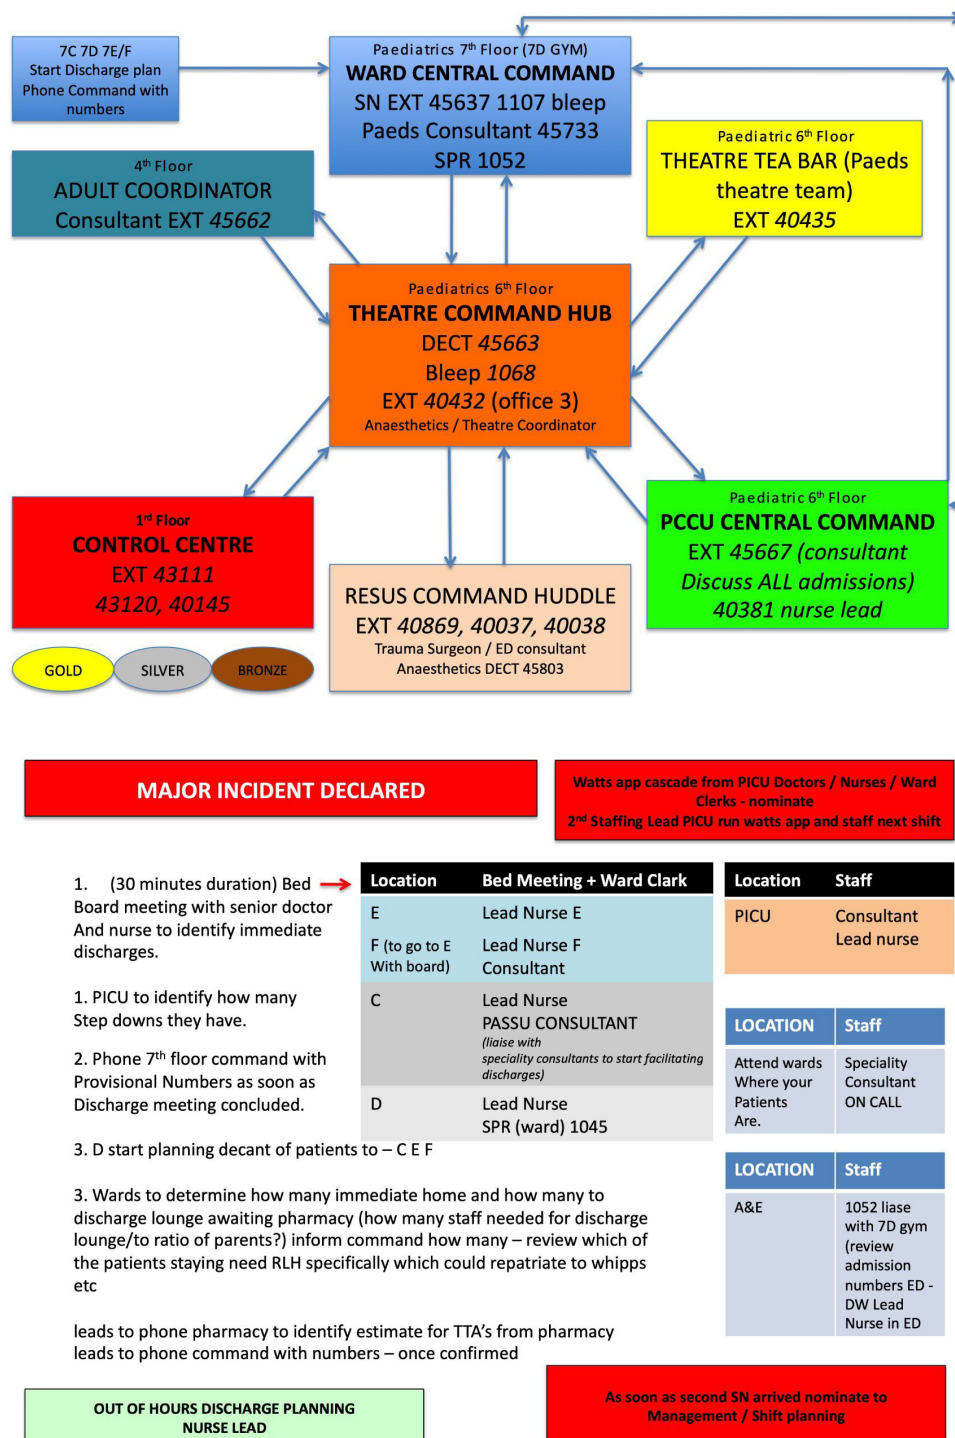 7C 7D 7E/F
Start Discharge plan
Phone Command with
numbers
Paediatrics 7th Floor (7D GYM)
WARD CENTRAL COMMAND
SN EXT 45637 1107 bleep
Paeds Consultant 45733
SPR 1052
4th Floor
ADULT COORDINATOR
Consultant EXT 45662
Paediatric 6th Floor
THEATRE TEA BAR (Paeds
theatre team)
EXT 40435
Paediatrics 6th Floor
THEATRE COMMAND HUB
DECT 45663
Bleep 1068
EXT 40432 (office 3)
Anaesthetics / Theatre Coordinator
1rd Floor
CONTROL CENTRE
EXT 43111
43120, 40145
Paediatric 6th Floor
PCCU CENTRAL COMMAND
EXT 45667 (consultant
Discuss ALL admissions)
40381 nurse lead
RESUS COMMAND HUDDLE
EXT 40869, 40037, 40038
Trauma Surgeon / ED consultant
Anaesthetics DECT 45803
GOLD
SILVER
BRONZE
MAJOR INCIDENT DECLARED
Watts app cascade from PICU Doctors / Nurses / Ward
Clerks - nominate
2nd Staffing Lead PICU run watts app and staff next shift
1. (30 minutes duration) Bed
Board meeting with senior doctor
And nurse to identify immediate
discharges.
1. PICU to identify how many
Step downs they have.
2. Phone 7th floor command with
Provisional Numbers as soon as
Discharge meeting concluded.
Location Bed Meeting + Ward Clark
E Lead Nurse E
F (to go to E Lead Nurse F
With board) Consultant
C Lead Nurse
PASSU CONSULTANT
(liaise with
speciality consultants to start facilitating
discharges)
D Lead Nurse
SPR (ward) 1045
Location Staff
PICU Consultant
Lead nurse
LOCATION Staff
Attend wards Speciality
Where your Consultant
Patients ON CALL
Are.
LOCATION Staff
A&E 1052 liase
with 7D gym
(review
admission
numbers ED -
DW Lead
Nurse in ED
3. D start planning decant of patients to – C E F
3. Wards to determine how many immediate home and how many to
discharge lounge awaiting pharmacy (how many staff needed for discharge
lounge/to ratio of parents?) inform command how many – review which of
the patients staying need RLH specifically which could repatriate to whipps
etc
leads to phone pharmacy to identify estimate for TTA's from pharmacy
leads to phone command with numbers – once confirmed
OUT OF HOURS DISCHARGE PLANNING
NURSE LEAD
As soon as second SN arrived nominate to
Management / Shift planning